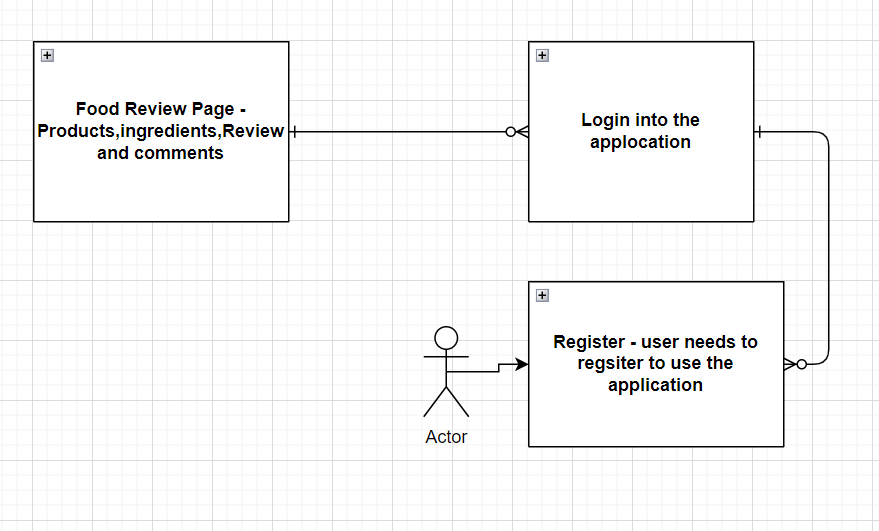 Food Review Page -
Products,ingredients,Review
and comments
Login into the
applocation
Register - user needs to
regsiter to use the
application
Actor